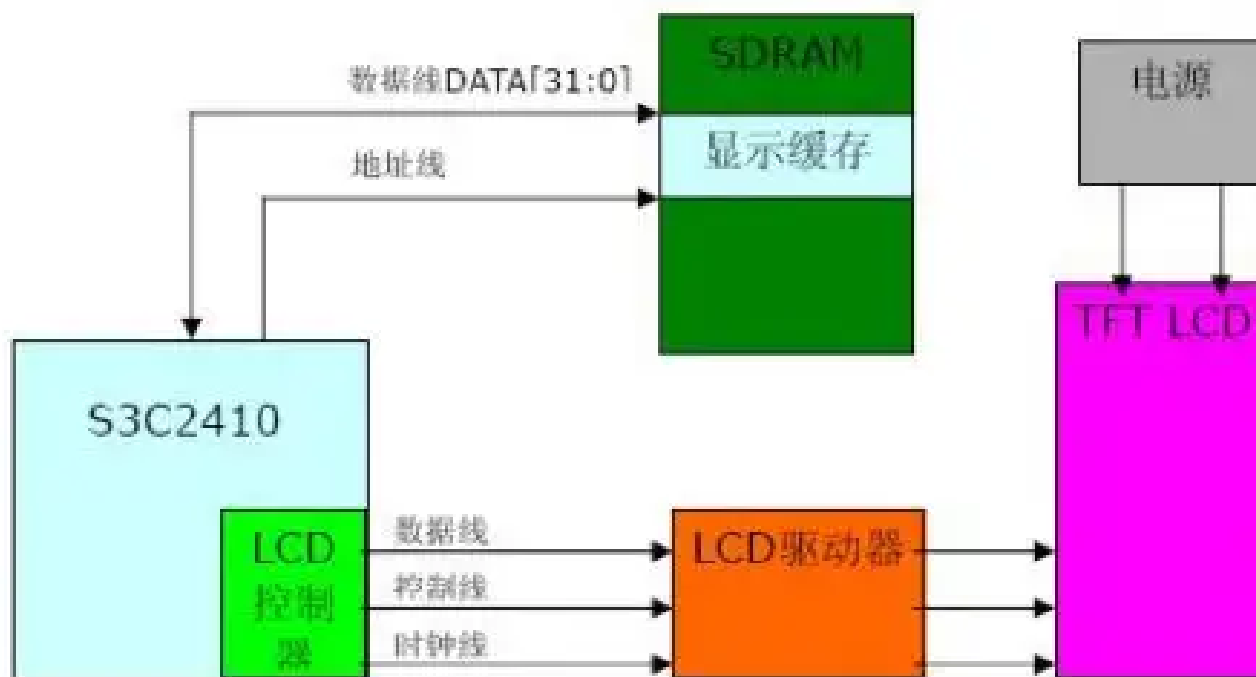 SDRAM
电源
数据线DATA[31:0]
显示缓存
地址线
TFT LCD
S3C2410
数据线
LCD
控制
器
LCD驱动器
控制线
时钟线